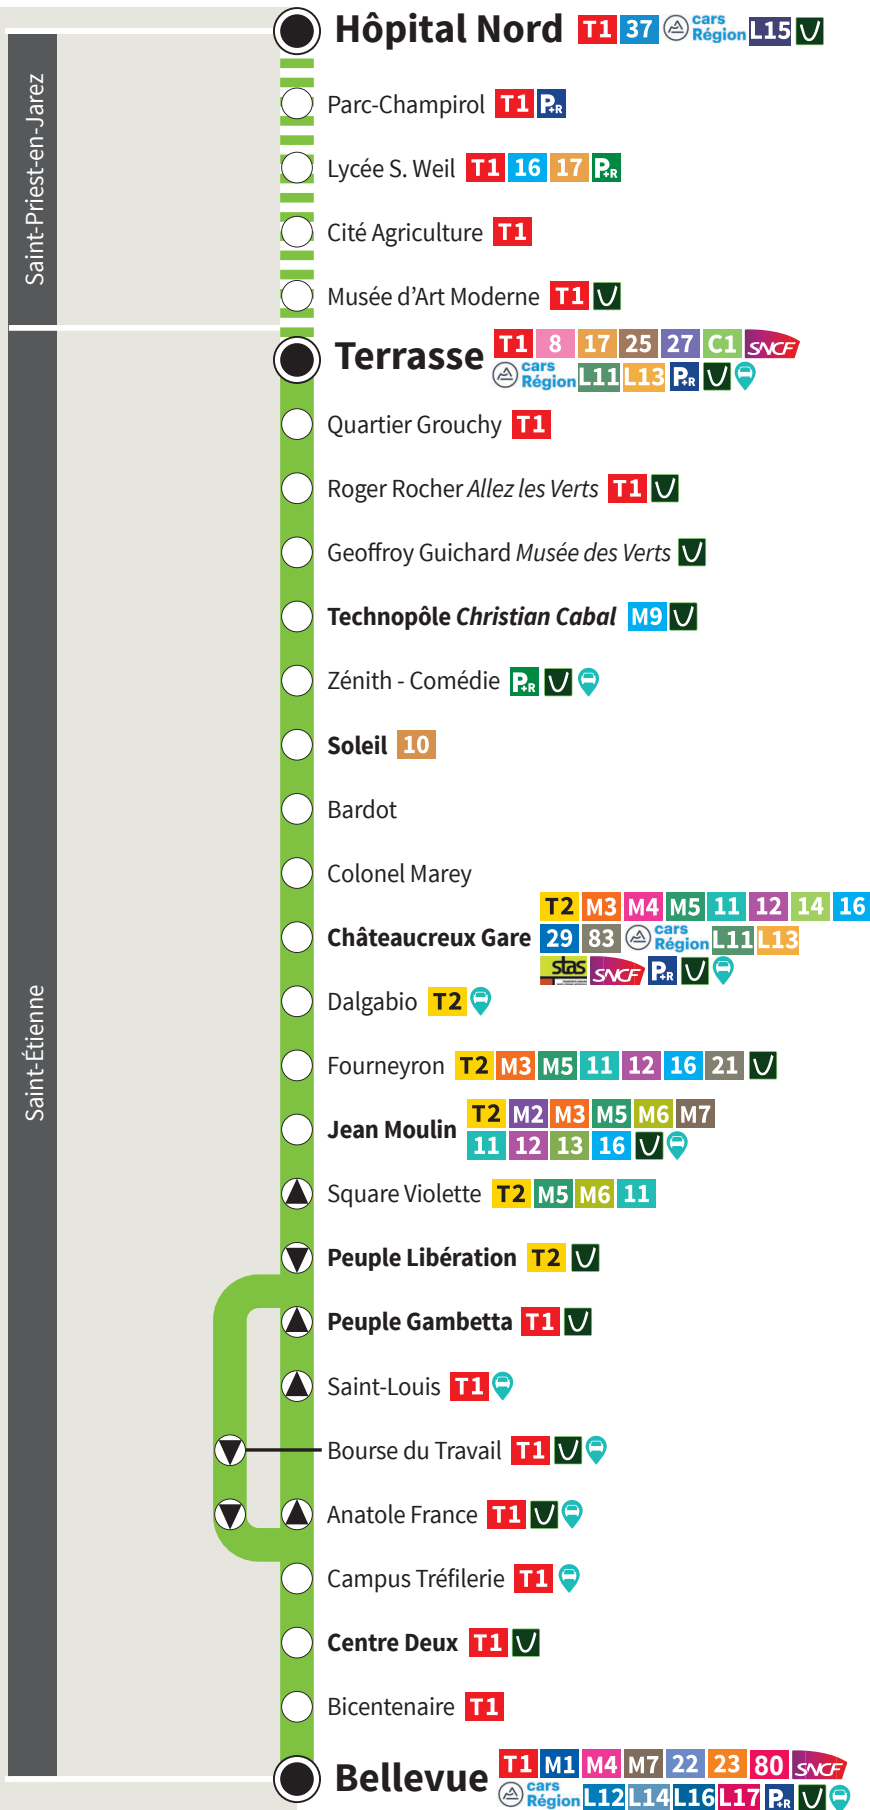 Saint-Priest-en-Jarez
Hôpital Nord T1 37 cars Région L15
Parc-Champirol T1 P+R
Lycée S. Weil T1 16 17 P+R
Cité Agriculture T1
Musée d'Art Moderne T1
Saint-Étienne
Terrasse T1 8 17 25 27 C1 SNCF
cars Région L11 L13 P+R
Quartier Grouchy T1
Roger Rocher Allez les Verts T1
Geoffroy Guichard Musée des Verts
Technopôle Christian Cabal M9
Zénith - Comédie P+R
Soleil 10
Bardot
Colonel Marey
T2 M3 M4 M5 11 12 14 16
Châteaucreux Gare 29 83 cars Région L11 L13
stas SNCF P+R
Dalgabio T2
Fourneyron T2 M3 M5 11 12 16 21
Jean Moulin T2 M2 M3 M5 M6 M7
11 12 13 16
Square Violette T2 M5 M6 11
Peuple Libération T2
Peuple Gambetta T1
Saint-Louis T1
Bourse du Travail T1
Anatole France T1
Campus Tréfilerie T1
Centre Deux T1
Bicentenaire T1
Bellevue T1 M1 M4 M7 22 23 80 SNCF
cars Région L12 L14 L16 L17 P+R